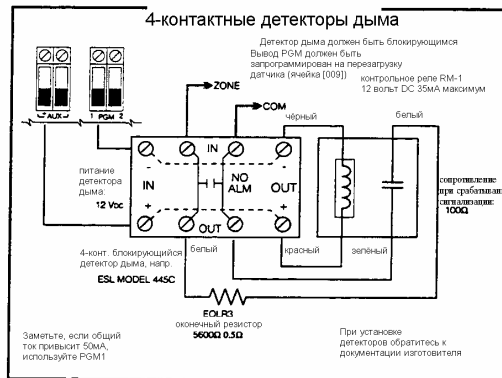 4-контактные детекторы дыма
Детектор дыма должен быть блокирующимся
Вывод PGM должен быть
запрограммирован на перезагрузку
датчика (ячейка [009])
контрольное реле RM-1
12 вольт DC 35мА максимум
ZONE
COM
AUX
1 PGM 2
чёрный
белый
IN
NO
ALM
IN
OUT
OUT
-
-
+
+
питание
детектора
дыма:
12 VDC
сопротивление
при срабатывании
сигнализации:
100Ω
белый
красный
зелёный
4-конт. блокирующийся
детектор дыма, напр.
ESL MODEL 445C
EOLR3
оконечный резистор
5600Ω 0.5Ω
Заметьте, если общий
ток привысит 50мА,
используйте PGM1
При установке
детекторов обратитесь к
документации изготовителя